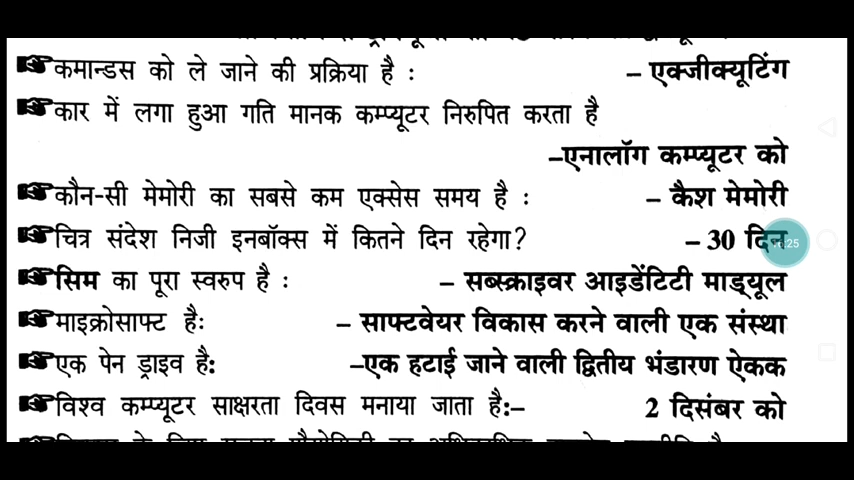 कमान्डस को ले जाने की प्रक्रिया है : – एक्जीक्यूटिंग
कार में लगा हुआ गति मानक कम्प्यूटर निरुपित करता है
–एनालॉग कम्प्यूटर को
कौन-सी मेमोरी का सबसे कम एक्सेस समय है : – कैश मेमोरी
चित्र संदेश निजी इनबॉक्स में कितने दिन रहेगा? – 30 दिन
सिम का पूरा स्वरुप है : – सब्स्क्राइवर आइडेंटिटी माड्यूल
माइक्रोसाफ्ट है: – साफ्टवेयर विकास करने वाली एक संस्था
एक पेन ड्राइव है: –एक हटाई जाने वाली द्वितीय भंडारण ऐकक
विश्व कम्प्यूटर साक्षरता दिवस मनाया जाता है:– 2 दिसंबर को